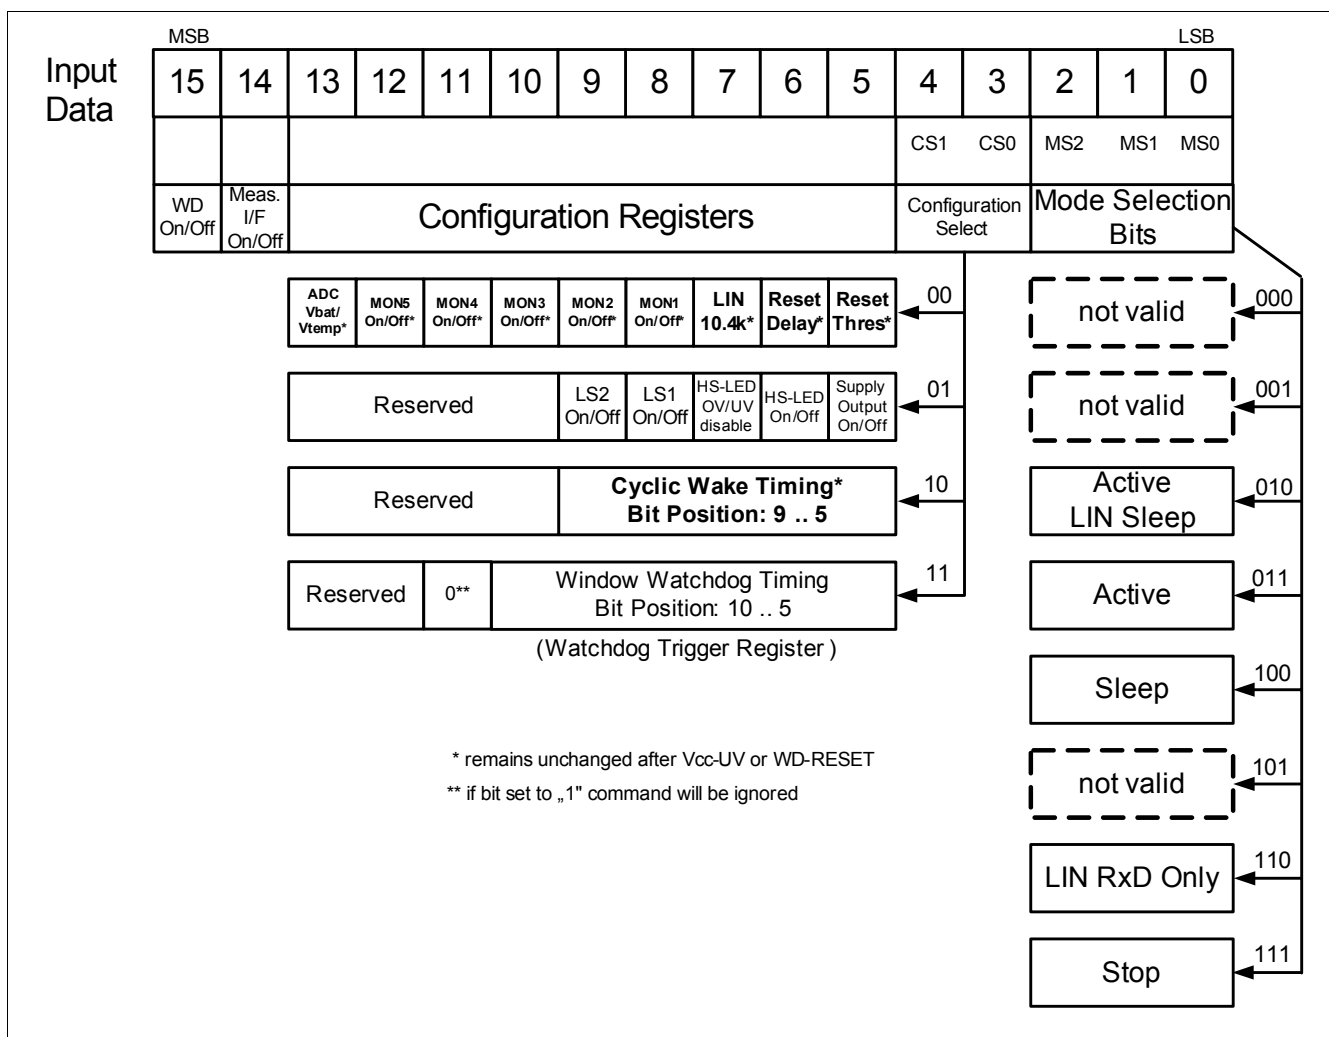 MSB LSB
Input Data
15 14 13 12 11 10 9 8 7 6 5 4 3 2 1 0
CS1 CS0 MS2 MS1 MS0
WD On/Off
Meas. I/F On/Off
Configuration Registers
Configuration Select
Mode Selection Bits
ADC Vbat/ Vtemp*
MON5 On/Off*
MON4 On/Off*
MON3 On/Off*
MON2 On/Off*
MON1 On/Off*
LIN 10.4k*
Reset Delay*
Reset Thres*
00
not valid
000
Reserved
LS2 On/Off
LS1 On/Off
HS-LED OV/UV disable
HS-LED On/Off
Supply Output On/Off
01
not valid
001
Reserved
Cyclic Wake Timing*
Bit Position: 9 .. 5
10
Active
LIN Sleep
010
Reserved
0**
Window Watchdog Timing
Bit Position: 10 .. 5
11
Active
011
(Watchdog Trigger Register )
Sleep
100
* remains unchanged after Vcc-UV or WD-RESET
** if bit set to „1" command will be ignored
not valid
101
LIN RxD Only
110
Stop
111